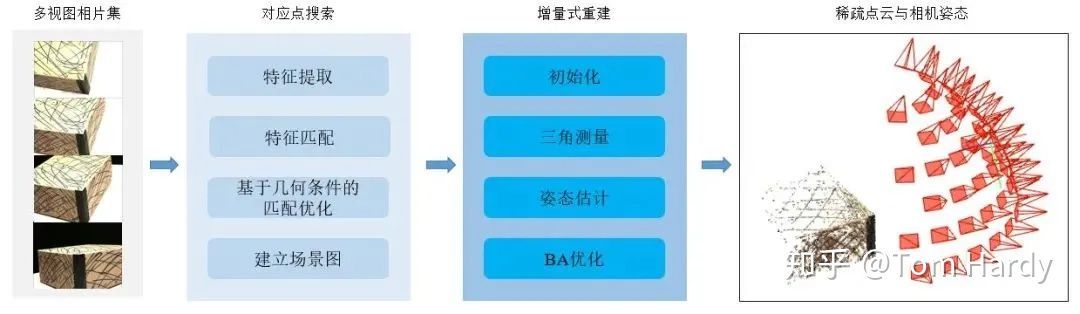 多视图相片集
对应点搜索
增量式重建
稀疏点云与相机姿态
特征提取
特征匹配
基于几何条件的
匹配优化
建立场景图
初始化
三角测量
姿态估计
BA优化
知乎 @Tom Hardy